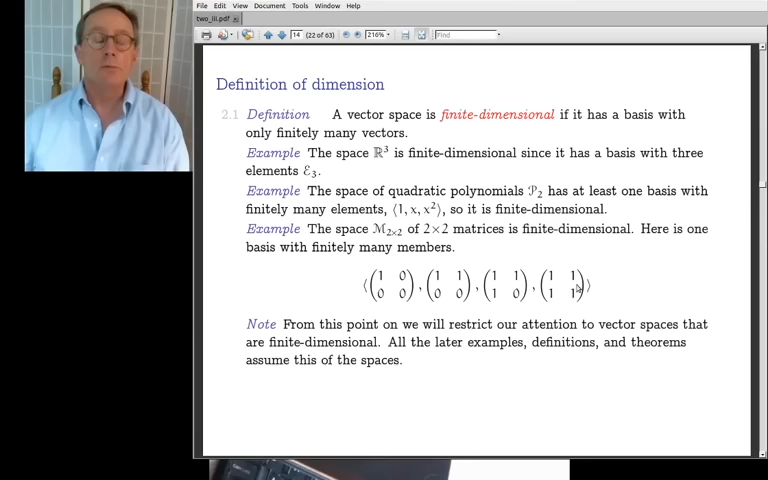 File Edit View Document Tools Window Help
two_iii.pdf
14 (22 of 63) 216% Find
Definition of dimension
2.1 Definition A vector space is finite-dimensional if it has a basis with
only finitely many vectors.
Example The space ℝ³ is finite-dimensional since it has a basis with three
elements ℰ₃.
Example The space of quadratic polynomials 𝒫₂ has at least one basis with
finitely many elements, ⟨1, x, x²⟩, so it is finite-dimensional.
Example The space ℳ₂ₓ₂ of 2×2 matrices is finite-dimensional. Here is one
basis with finitely many members.
⟨(1 0 ; 0 0), (1 1 ; 0 0), (1 1 ; 1 0), (1 1 ; 1 1)⟩
Note From this point on we will restrict our attention to vector spaces that
are finite-dimensional. All the later examples, definitions, and theorems
assume this of the spaces.